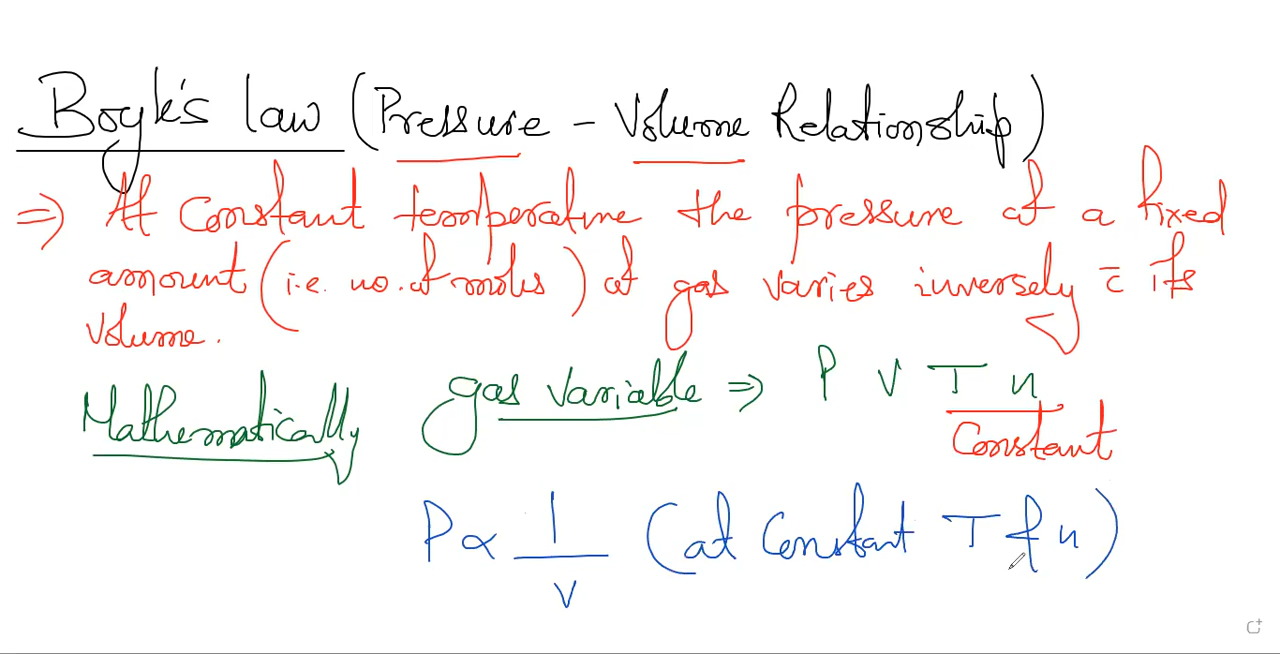 Boyle's law (Pressure - Volume Relationship)
⇒ At Constant temperature the pressure of a fixed
amount (i.e. no. of moles) of gas varies inversely c̄ its
volume.
Mathematically gas variable ⇒ P V T n
Constant
P ∝ 1/V (at Constant T & n)